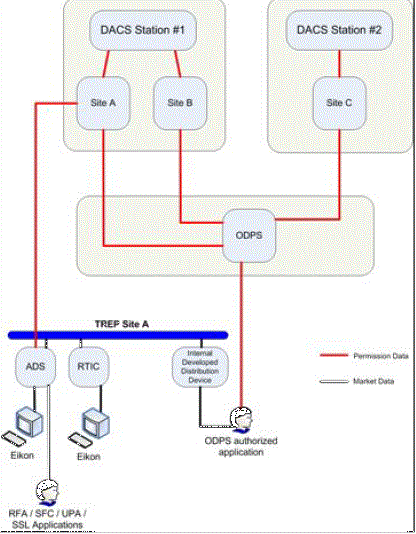 DACS Station #1
DACS Station #2
Site A
Site B
Site C
ODPS
TREP Site A
ADS
RTIC
Internal
Developed
Distribution
Device
Permission Data
Market Data
Eikon
Eikon
ODPS authorized
application
RFA / SFC / UPA /
SSL Applications